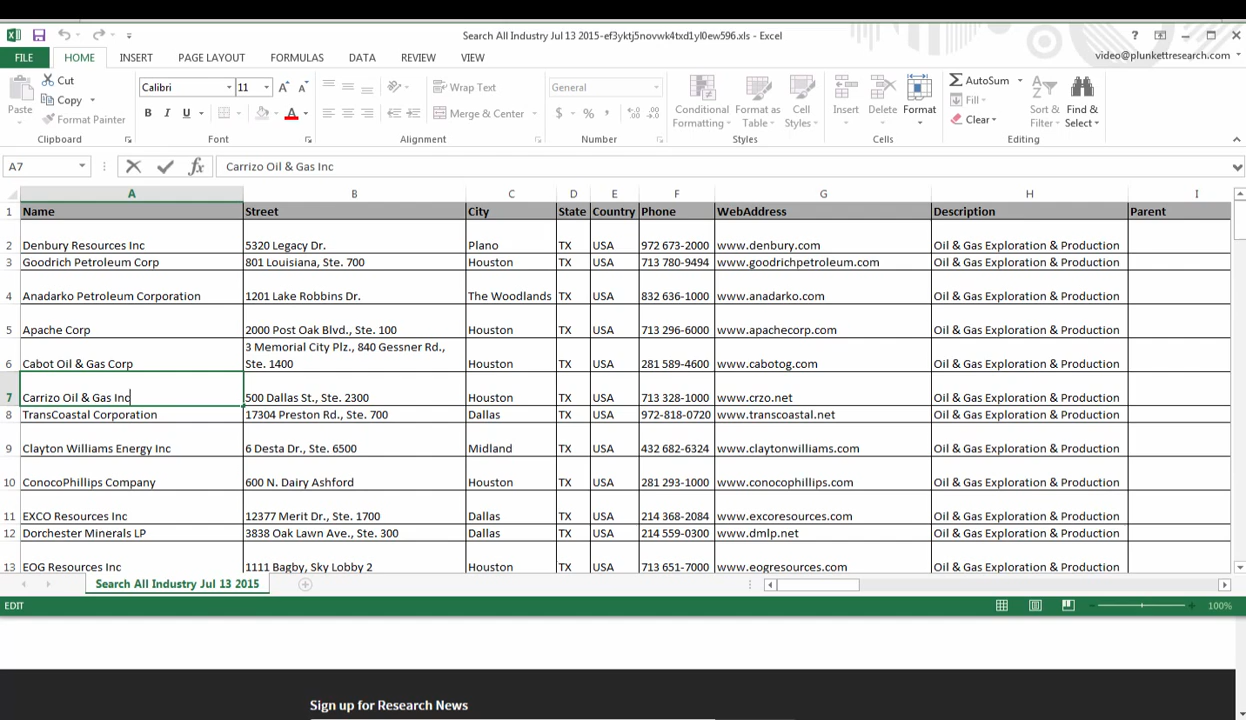 Search All Industry Jul 13 2015-ef3yktj5novwk4txd1yl0ew596.xls - Excel
FILE HOME INSERT PAGE LAYOUT FORMULAS DATA REVIEW VIEW video@plunkettresearch.com
Paste Cut Copy Format Painter Clipboard
Calibri 11 B I U A Font
Wrap Text Merge & Center Alignment
General $ % , Number
Conditional Formatting Format as Table Cell Styles Styles
Insert Delete Format Cells
AutoSum Fill Clear Sort & Filter Find & Select Editing
A7 fx Carrizo Oil & Gas Inc
A B C D E F G H I
1 Name Street City State Country Phone WebAddress Description Parent
2 Denbury Resources Inc 5320 Legacy Dr. Plano TX USA 972 673-2000 www.denbury.com Oil & Gas Exploration & Production
3 Goodrich Petroleum Corp 801 Louisiana, Ste. 700 Houston TX USA 713 780-9494 www.goodrichpetroleum.com Oil & Gas Exploration & Production
4 Anadarko Petroleum Corporation 1201 Lake Robbins Dr. The Woodlands TX USA 832 636-1000 www.anadarko.com Oil & Gas Exploration & Production
5 Apache Corp 2000 Post Oak Blvd., Ste. 100 Houston TX USA 713 296-6000 www.apachecorp.com Oil & Gas Exploration & Production
3 Memorial City Plz., 840 Gessner Rd.,
6 Cabot Oil & Gas Corp Ste. 1400 Houston TX USA 281 589-4600 www.cabotog.com Oil & Gas Exploration & Production
7 Carrizo Oil & Gas Inc 500 Dallas St., Ste. 2300 Houston TX USA 713 328-1000 www.crzo.net Oil & Gas Exploration & Production
8 TransCoastal Corporation 17304 Preston Rd., Ste. 700 Dallas TX USA 972-818-0720 www.transcoastal.net Oil & Gas Exploration & Production
9 Clayton Williams Energy Inc 6 Desta Dr., Ste. 6500 Midland TX USA 432 682-6324 www.claytonwilliams.com Oil & Gas Exploration & Production
10 ConocoPhillips Company 600 N. Dairy Ashford Houston TX USA 281 293-1000 www.conocophillips.com Oil & Gas Exploration & Production
11 EXCO Resources Inc 12377 Merit Dr., Ste. 1700 Dallas TX USA 214 368-2084 www.excoresources.com Oil & Gas Exploration & Production
12 Dorchester Minerals LP 3838 Oak Lawn Ave., Ste. 300 Dallas TX USA 214 559-0300 www.dmlp.net Oil & Gas Exploration & Production
13 EOG Resources Inc 1111 Bagby, Sky Lobby 2 Houston TX USA 713 651-7000 www.eogresources.com Oil & Gas Exploration & Production
Search All Industry Jul 13 2015
EDIT 100%
Sign up for Research News